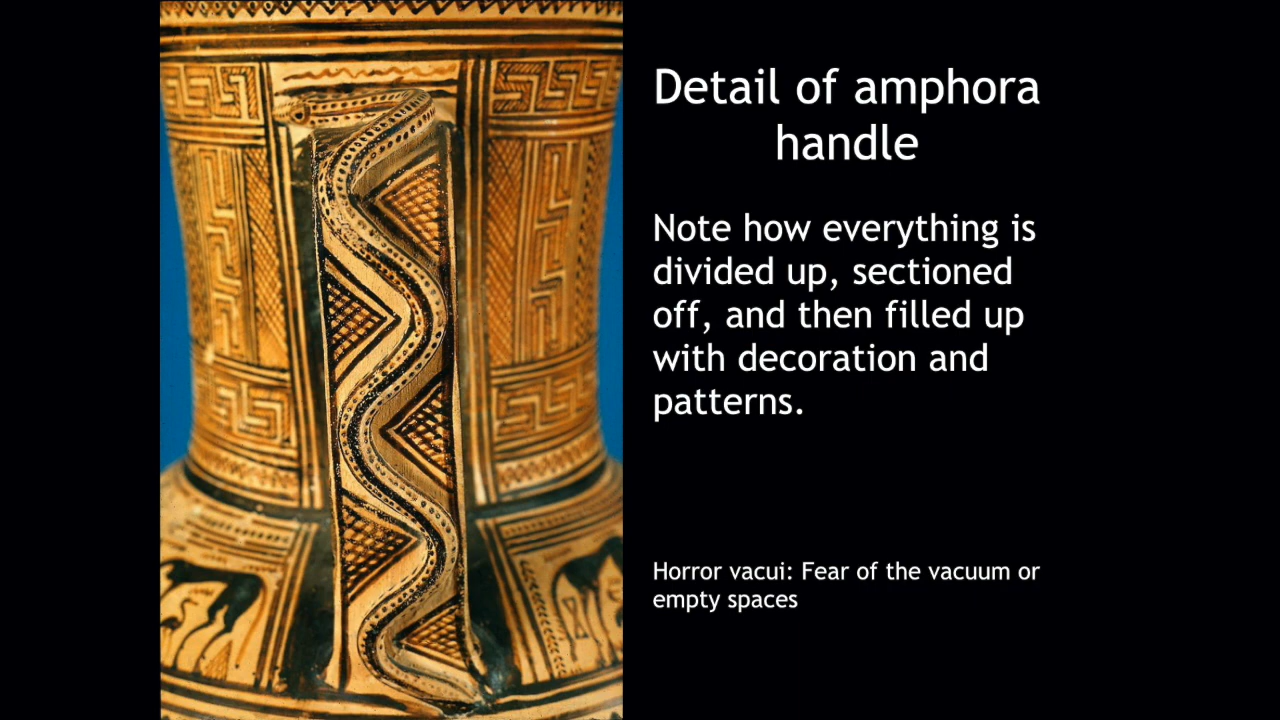 Detail of amphora
handle
Note how everything is
divided up, sectioned
off, and then filled up
with decoration and
patterns.
Horror vacui: Fear of the vacuum or
empty spaces